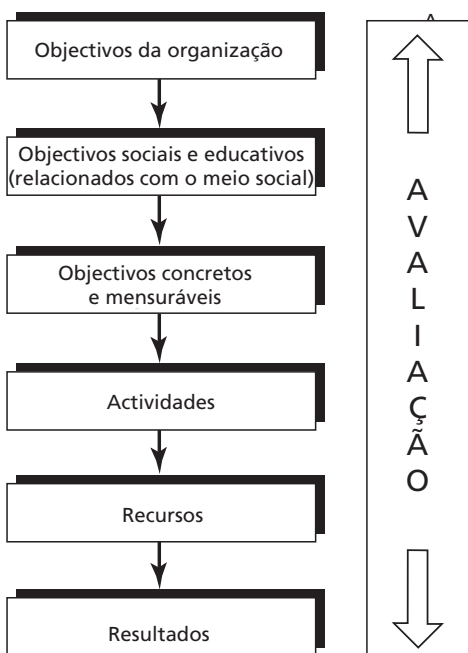 Objectivos da organização
Objectivos sociais e educativos
(relacionados com o meio social)
Objectivos concretos
e mensuráveis
Actividades
Recursos
Resultados
A
V
A
L
I
A
Ç
Ã
O